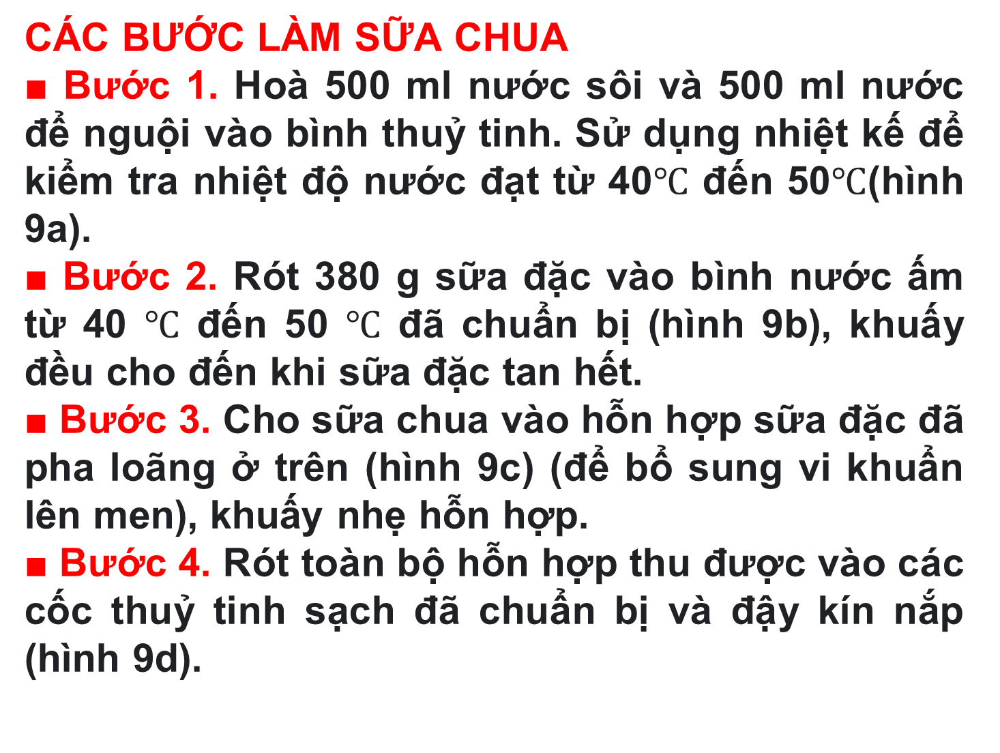 CÁC BƯỚC LÀM SỮA CHUA
■ Bước 1. Hoà 500 ml nước sôi và 500 ml nước
để nguội vào bình thuỷ tinh. Sử dụng nhiệt kế để
kiểm tra nhiệt độ nước đạt từ 40℃ đến 50℃(hình
9a).
■ Bước 2. Rót 380 g sữa đặc vào bình nước ấm
từ 40 ℃ đến 50 ℃ đã chuẩn bị (hình 9b), khuấy
đều cho đến khi sữa đặc tan hết.
■ Bước 3. Cho sữa chua vào hỗn hợp sữa đặc đã
pha loãng ở trên (hình 9c) (để bổ sung vi khuẩn
lên men), khuấy nhẹ hỗn hợp.
■ Bước 4. Rót toàn bộ hỗn hợp thu được vào các
cốc thuỷ tinh sạch đã chuẩn bị và đậy kín nắp
(hình 9d).